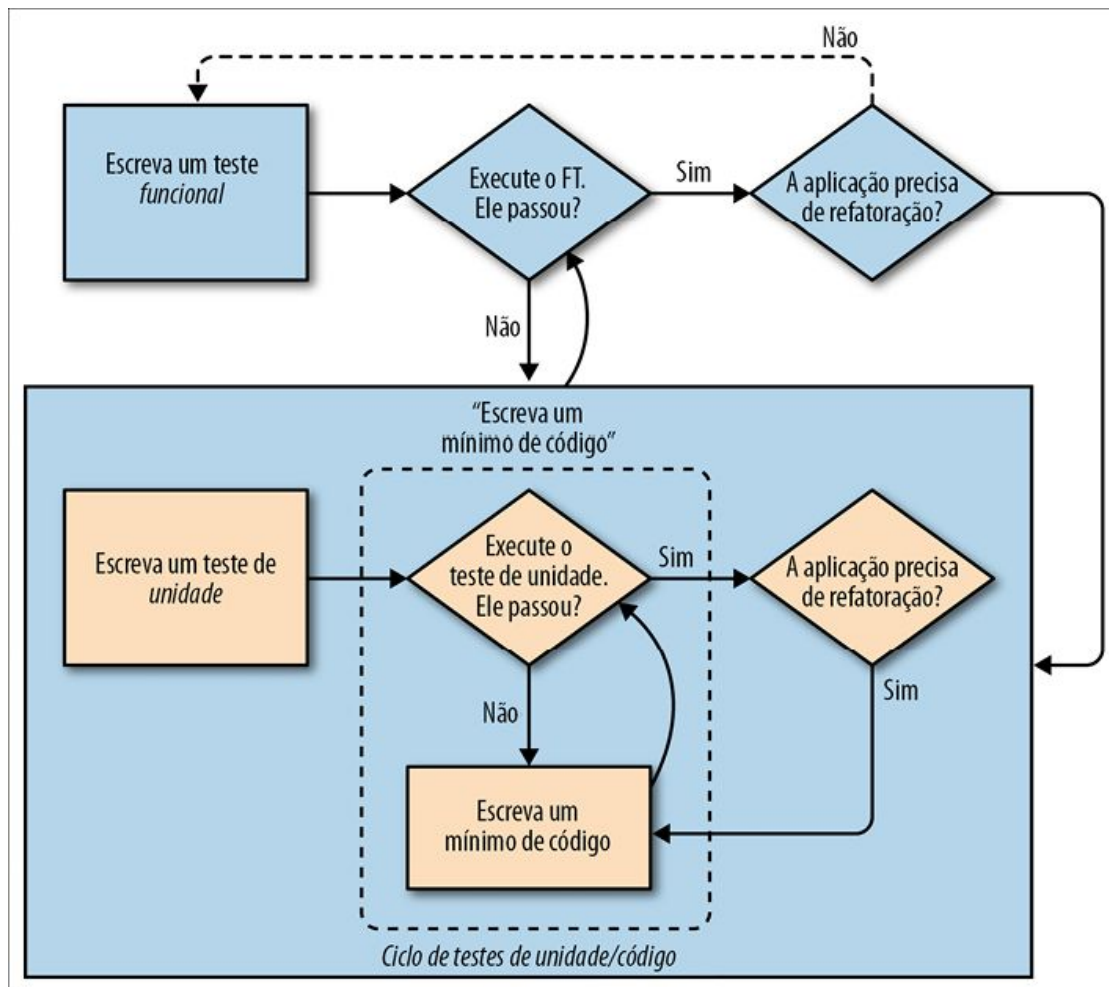 Não
Escreva um teste
funcional
Execute o FT.
Ele passou?
Sim
A aplicação precisa
de refatoração?
Não
“Escreva um
mínimo de código”
Escreva um teste de
unidade
Execute o
teste de unidade.
Ele passou?
Sim
A aplicação precisa
de refatoração?
Não
Sim
Escreva um
mínimo de código
Ciclo de testes de unidade/código